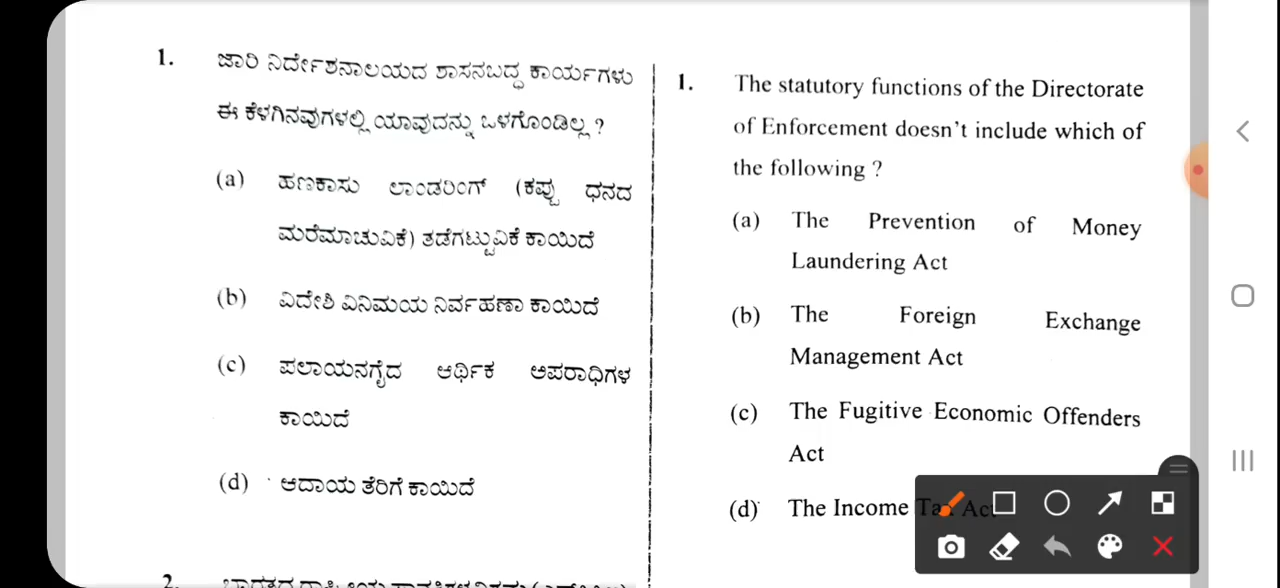 1.
ಜಾರಿ ನಿರ್ದೇಶನಾಲಯದ ಶಾಸನಬದ್ಧ ಕಾರ್ಯಗಳು
ಈ ಕೆಳಗಿನವುಗಳಲ್ಲಿ ಯಾವುದನ್ನು ಒಳಗೊಂಡಿಲ್ಲ ?
(a) ಹಣಕಾಸು ಲಾಂಡರಿಂಗ್ (ಕಪ್ಪು ಧನದ
ಮರೆಮಾಚುವಿಕೆ) ತಡೆಗಟ್ಟುವಿಕೆ ಕಾಯಿದೆ
(b) ವಿದೇಶಿ ವಿನಿಮಯ ನಿರ್ವಹಣಾ ಕಾಯಿದೆ
(c) ಪಲಾಯನಗೈದ ಆರ್ಥಿಕ ಅಪರಾಧಿಗಳ
ಕಾಯಿದೆ
(d) ಆದಾಯ ತೆರಿಗೆ ಕಾಯಿದೆ
2.
1. The statutory functions of the Directorate
of Enforcement doesn't include which of
the following ?
(a) The Prevention of Money
Laundering Act
(b) The Foreign Exchange
Management Act
(c) The Fugitive Economic Offenders
Act
(d) The Income Tax Act